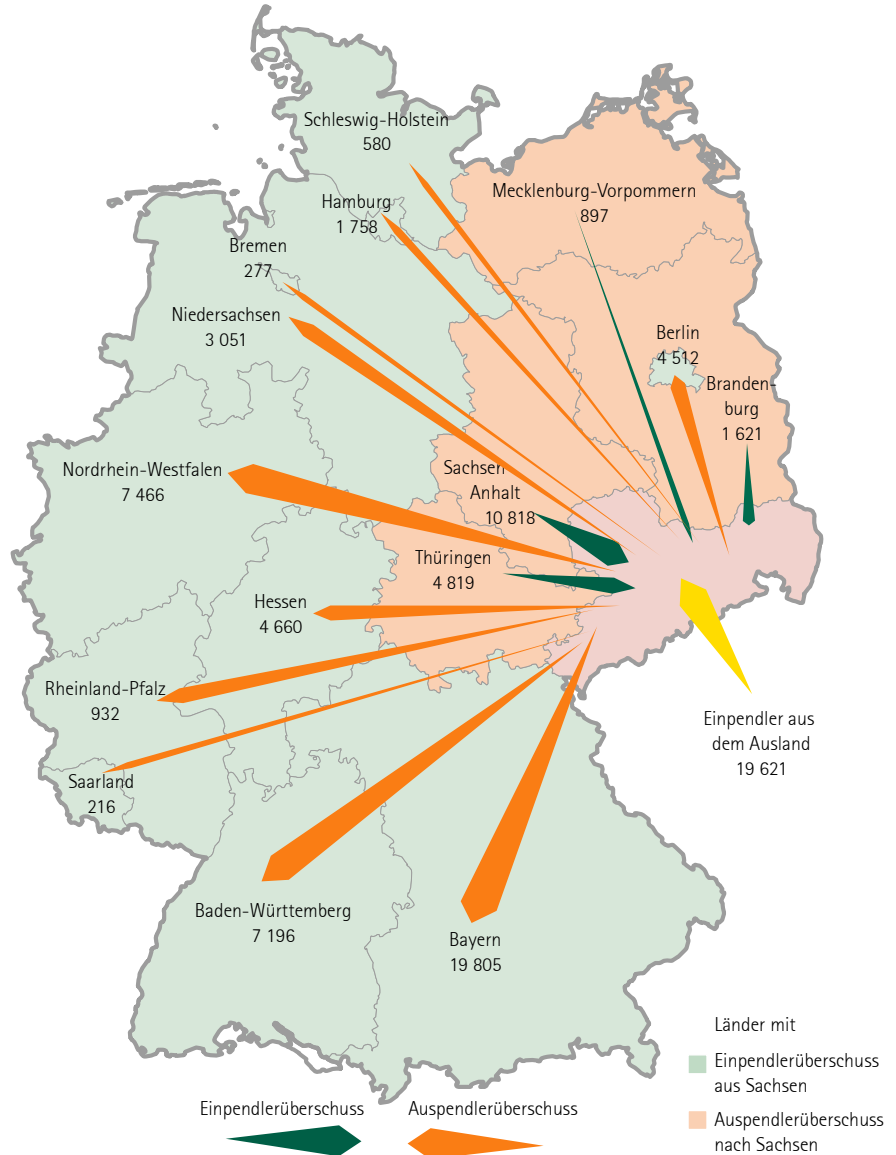 Schleswig-Holstein
580
Mecklenburg-Vorpommern
897
Hamburg
1 758
Bremen
277
Niedersachsen
3 051
Berlin
4 512
Branden-
burg
1 621
Nordrhein-Westfalen
7 466
Sachsen
Anhalt
10 818
Thüringen
4 819
Hessen
4 660
Rheinland-Pfalz
932
Einpendler aus
dem Ausland
19 621
Saarland
216
Baden-Württemberg
7 196
Bayern
19 805
Länder mit
Einpendlerüberschuss
aus Sachsen
Auspendlerüberschuss
nach Sachsen
Einpendlerüberschuss
Auspendlerüberschuss